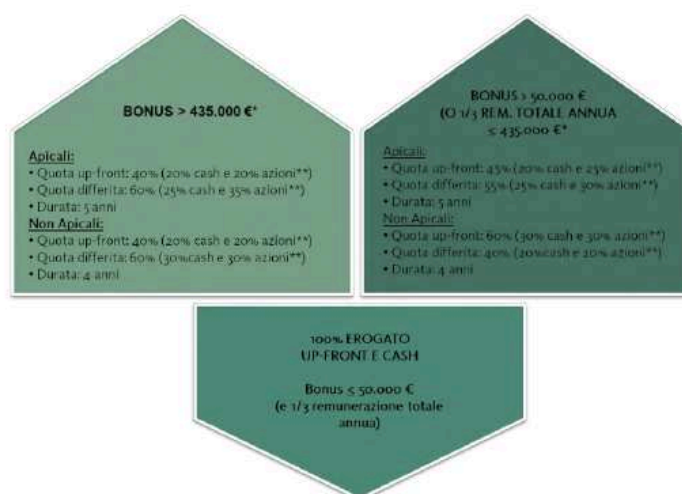 BONUS > 435.000 €*
Apicali:
• Quota up-front: 40% (20% cash e 20% azioni**)
• Quota differita: 60% (25% cash e 35% azioni**)
• Durata: 5 anni
Non Apicali:
• Quota up-front: 40% (20% cash e 20% azioni**)
• Quota differita: 60% (30%cash e 30% azioni**)
• Durata: 4 anni
BONUS > 50.000 €
(O 1/3 REM. TOTALE ANNUA
≤ 435.000 €*
Apicali:
• Quota up-front: 45% (20% cash e 25% azioni**)
• Quota differita: 55% (25% cash e 30% azioni**)
• Durata: 5 anni
Non Apicali:
• Quota up-front: 60% (30% cash e 30% azioni**)
• Quota differita: 40% (20%cash e 20% azioni**)
• Durata: 4 anni
100% EROGATO
UP-FRONT E CASH
Bonus ≤ 50.000 €
(e 1/3 remunerazione totale
annua)